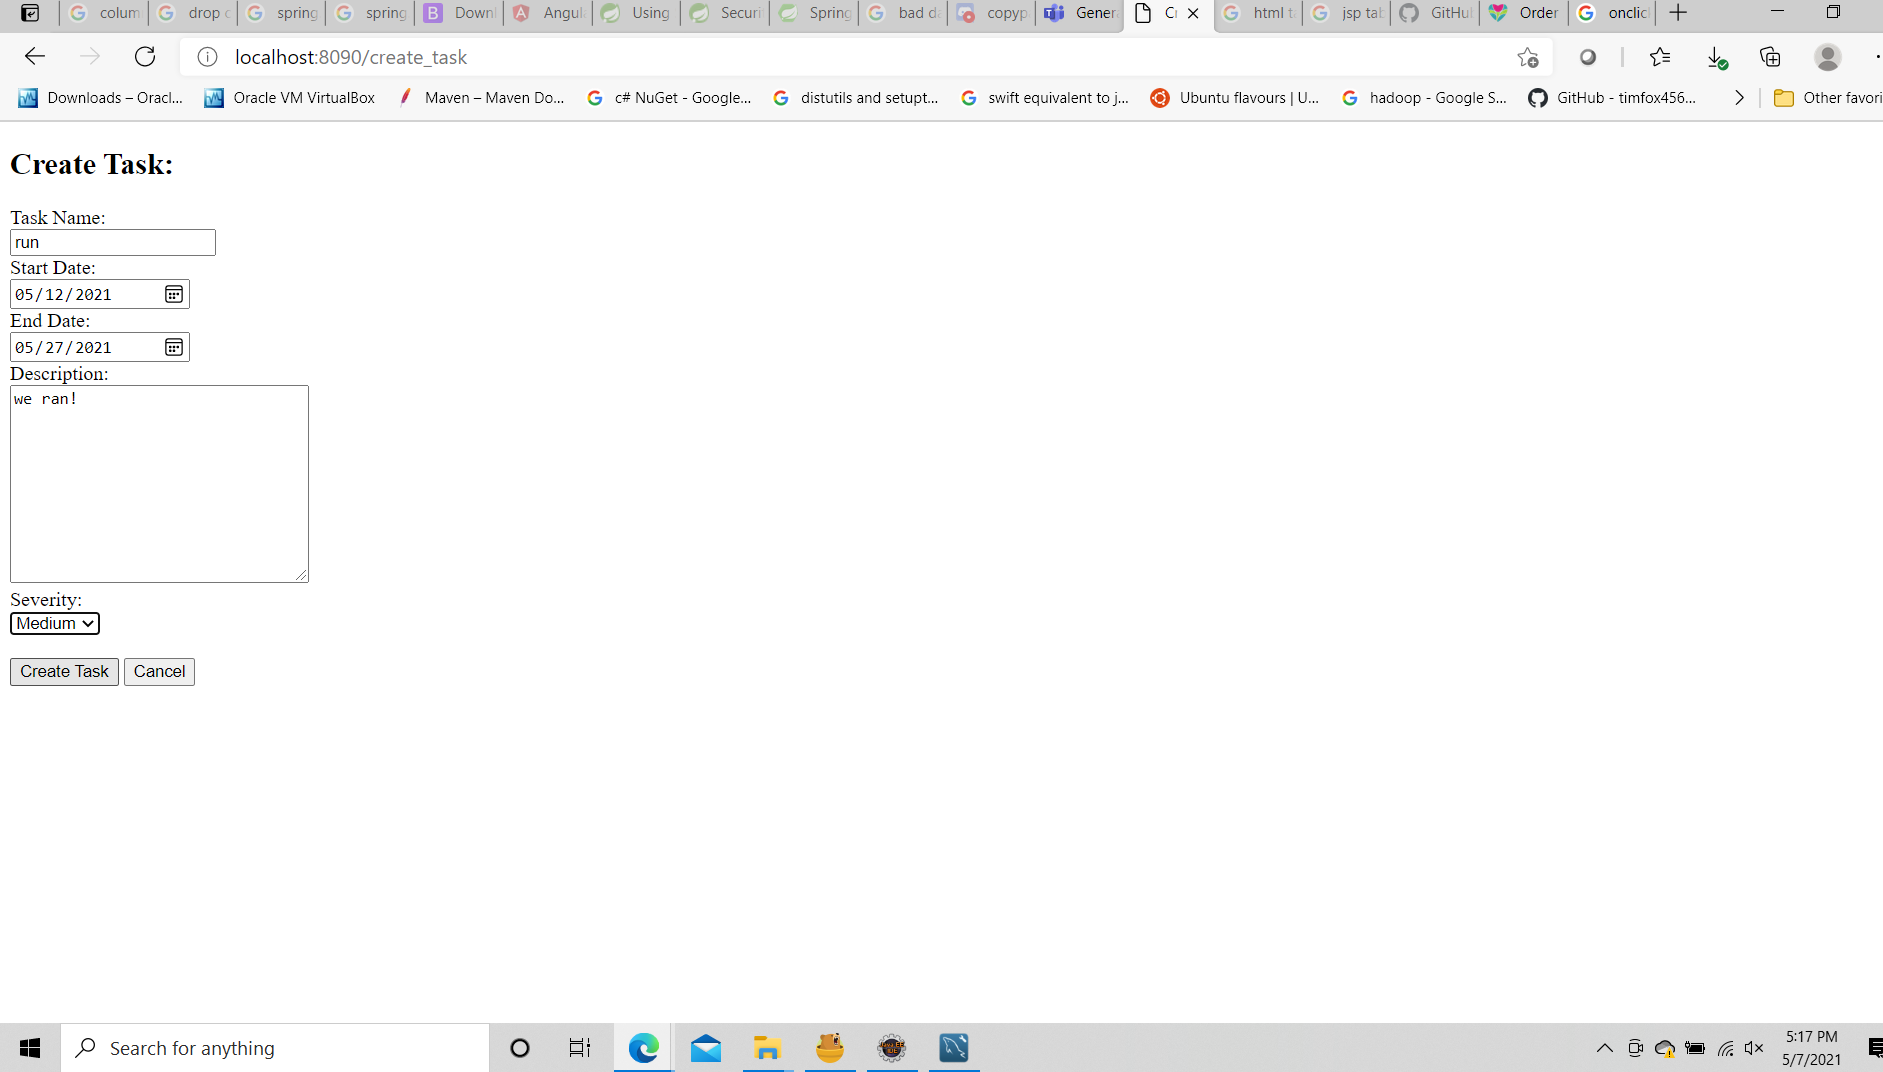 colum
drop c
spring
spring
Downl
Angul
Using
Securi
Spring
bad da
copyp
Gener
Cr
html t
jsp tab
GitHu
Order
onclic
localhost:8090/create_task
Downloads – Oracl...
Oracle VM VirtualBox
Maven – Maven Do...
c# NuGet - Google...
distutils and setupt...
swift equivalent to j...
Ubuntu flavours | U...
hadoop - Google S...
GitHub - timfox456...
Other favori
Create Task:
Task Name:
run
Start Date:
05/12/2021
End Date:
05/27/2021
Description:
we ran!
Severity:
Medium
Create Task
Cancel
Search for anything
5:17 PM
5/7/2021